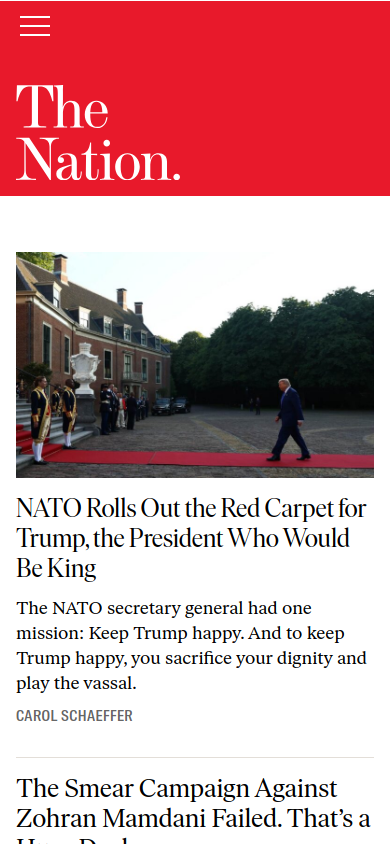 The
Nation.
NATO Rolls Out the Red Carpet for
Trump, the President Who Would
Be King
The NATO secretary general had one
mission: Keep Trump happy. And to keep
Trump happy, you sacrifice your dignity and
play the vassal.
CAROL SCHAEFFER
The Smear Campaign Against
Zohran Mamdani Failed. That’s a